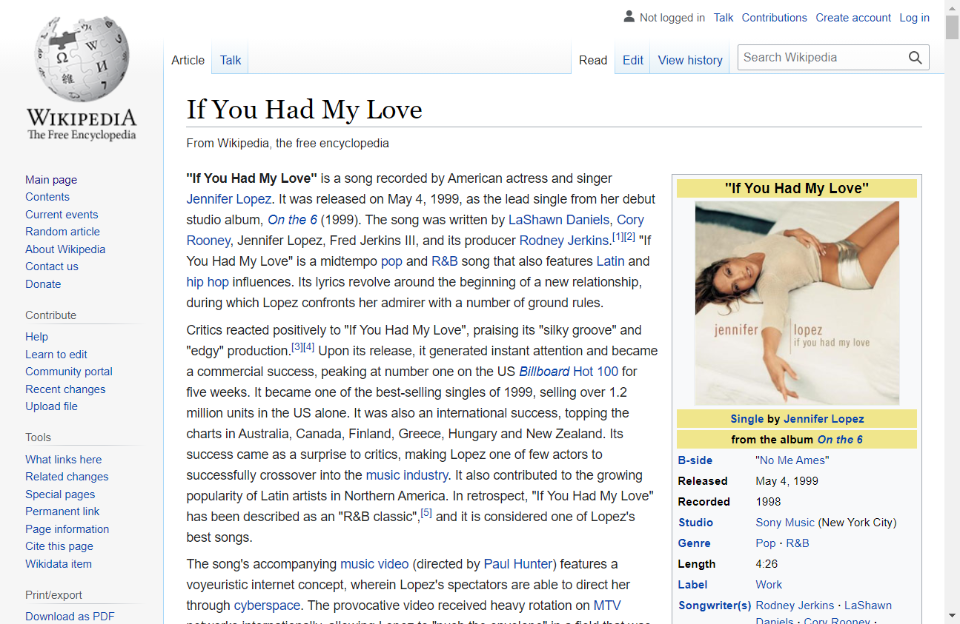 Not logged in Talk Contributions Create account Log in
Article Talk Read Edit View history Search Wikipedia
WIKIPEDIA
The Free Encyclopedia
Main page
Contents
Current events
Random article
About Wikipedia
Contact us
Donate
Contribute
Help
Learn to edit
Community portal
Recent changes
Upload file
Tools
What links here
Related changes
Special pages
Permanent link
Page information
Cite this page
Wikidata item
Print/export
Download as PDF
If You Had My Love
From Wikipedia, the free encyclopedia
"If You Had My Love" is a song recorded by American actress and singer
Jennifer Lopez. It was released on May 4, 1999, as the lead single from her debut
studio album, On the 6 (1999). The song was written by LaShawn Daniels, Cory
Rooney, Jennifer Lopez, Fred Jerkins III, and its producer Rodney Jerkins.[1][2] "If
You Had My Love" is a midtempo pop and R&B song that also features Latin and
hip hop influences. Its lyrics revolve around the beginning of a new relationship,
during which Lopez confronts her admirer with a number of ground rules.
Critics reacted positively to "If You Had My Love", praising its "silky groove" and
"edgy" production.[3][4] Upon its release, it generated instant attention and became
a commercial success, peaking at number one on the US Billboard Hot 100 for
five weeks. It became one of the best-selling singles of 1999, selling over 1.2
million units in the US alone. It was also an international success, topping the
charts in Australia, Canada, Finland, Greece, Hungary and New Zealand. Its
success came as a surprise to critics, making Lopez one of few actors to
successfully crossover into the music industry. It also contributed to the growing
popularity of Latin artists in Northern America. In retrospect, "If You Had My Love"
has been described as an "R&B classic",[5] and it is considered one of Lopez's
best songs.
The song's accompanying music video (directed by Paul Hunter) features a
voyeuristic internet concept, wherein Lopez's spectators are able to direct her
through cyberspace. The provocative video received heavy rotation on MTV
networks internationally, allowing Lopez to "push the envelope" in a field that was
"If You Had My Love"
jennifer lopez
if you had my love
Single by Jennifer Lopez
from the album On the 6
B-side "No Me Ames"
Released May 4, 1999
Recorded 1998
Studio Sony Music (New York City)
Genre Pop · R&B
Length 4:26
Label Work
Songwriter(s) Rodney Jerkins · LaShawn
Daniels · Cory Rooney ·